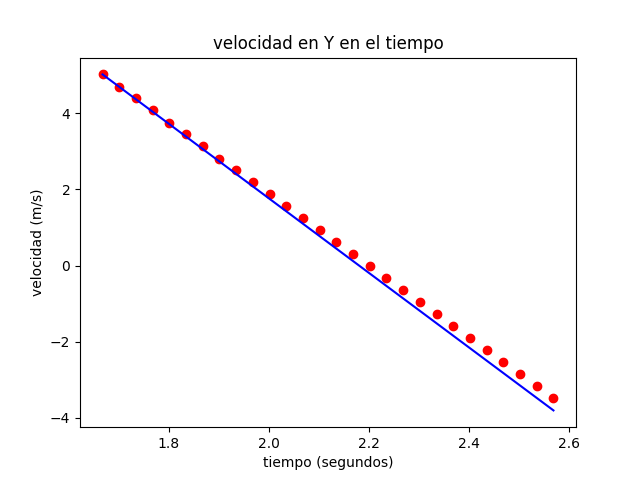 velocidad en Y en el tiempo
4
2
0
−2
−4
velocidad (m/s)
1.8 2.0 2.2 2.4 2.6
tiempo (segundos)